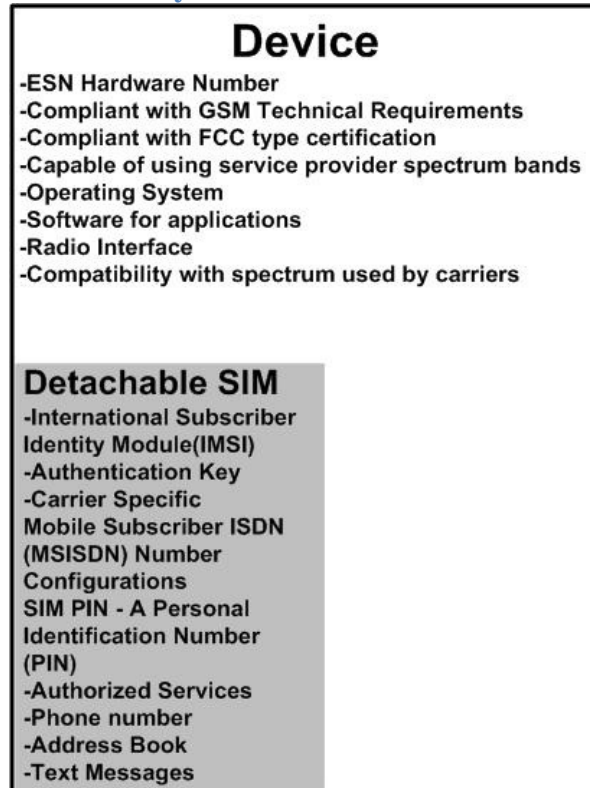 Device
-ESN Hardware Number
-Compliant with GSM Technical Requirements
-Compliant with FCC type certification
-Capable of using service provider spectrum bands
-Operating System
-Software for applications
-Radio Interface
-Compatibility with spectrum used by carriers
Detachable SIM
-International Subscriber
Identity Module(IMSI)
-Authentication Key
-Carrier Specific
Mobile Subscriber ISDN
(MSISDN) Number
Configurations
SIM PIN - A Personal
Identification Number
(PIN)
-Authorized Services
-Phone number
-Address Book
-Text Messages